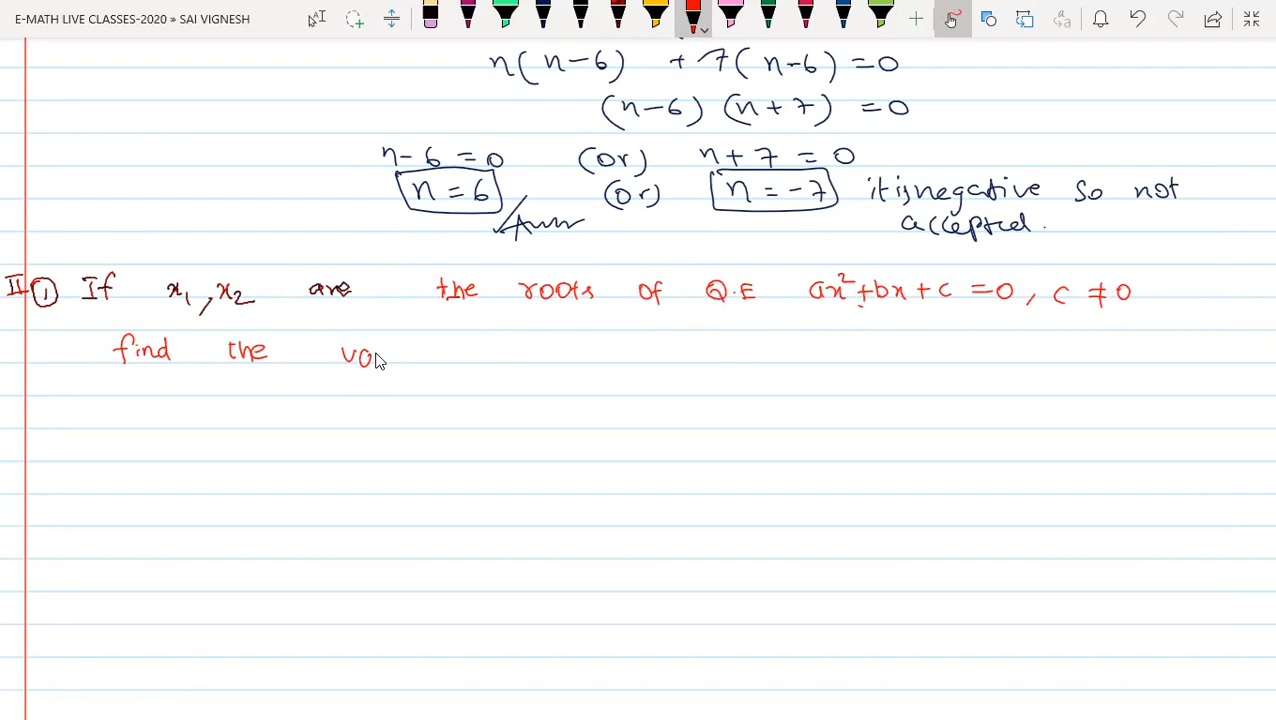 E-MATH LIVE CLASSES-2020 » SAI VIGNESH
n(n-6) + 7(n-6) = 0
(n-6) (n+7) = 0
n-6 = 0 (or) n+7 = 0
n = 6 (or) n = -7 it is negative so not
accepted.
II ① If x₁, x₂ are the roots of Q.E ax²+bx+c = 0, c ≠ 0
find the va